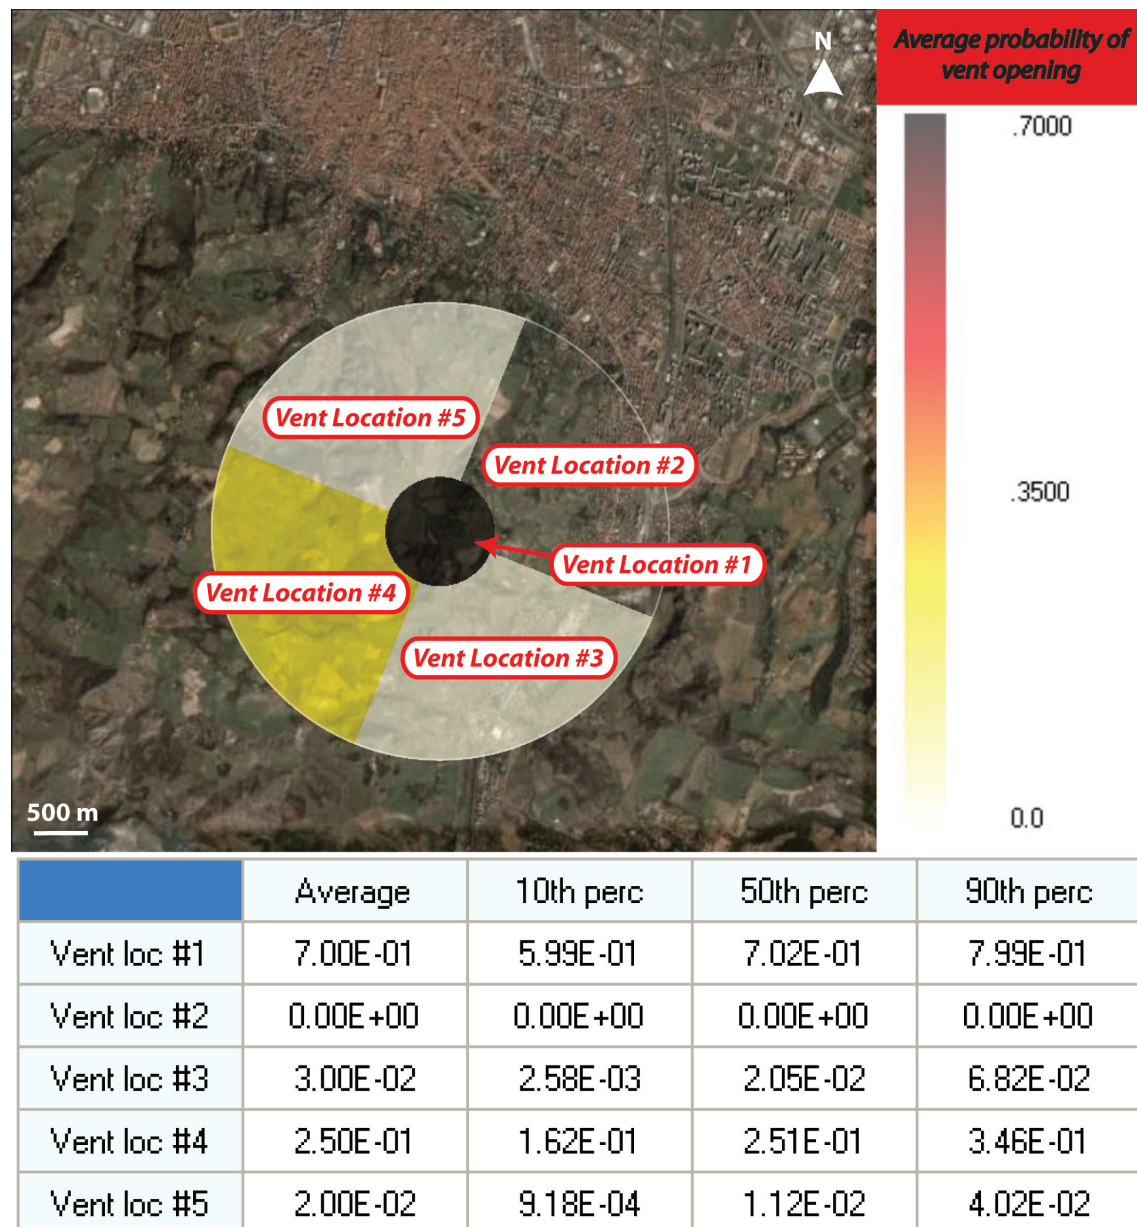 N
Average probability of
vent opening
.7000
.3500
0.0
Vent Location #5
Vent Location #2
Vent Location #1
Vent Location #4
Vent Location #3
500 m
Average 10th perc 50th perc 90th perc
Vent loc #1 7.00E-01 5.99E-01 7.02E-01 7.99E-01
Vent loc #2 0.00E+00 0.00E+00 0.00E+00 0.00E+00
Vent loc #3 3.00E-02 2.58E-03 2.05E-02 6.82E-02
Vent loc #4 2.50E-01 1.62E-01 2.51E-01 3.46E-01
Vent loc #5 2.00E-02 9.18E-04 1.12E-02 4.02E-02